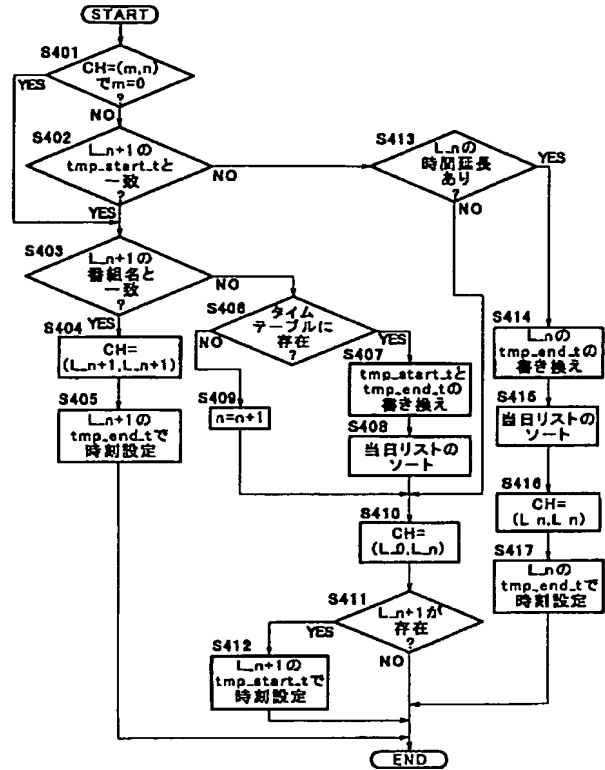 START
S401
CH=(m,n)
でm=0
?
YES
NO
S402
L_n+1の
tmp_start_tと
一致
?
NO
YES
S413
L_nの
時間延長
あり
?
YES
NO
S403
L_n+1の
番組名と
一致
?
NO
YES
S404
CH=
(L_n+1,L_n+1)
S405
L_n+1の
tmp_end_tで
時刻設定
S406
タイム
テーブルに
存在
?
NO
YES
S407
tmp_start_tと
tmp_end_tの
書き換え
S408
当日リストの
ソート
S409
n=n+1
S414
L_nの
tmp_end_tの
書き換え
S415
当日リストの
ソート
S416
CH=
(L_n,L_n)
S417
L_nの
tmp_end_tで
時刻設定
S410
CH=
(L_0,L_n)
S411
L_n+1が
存在
?
YES
NO
S412
L_n+1の
tmp_start_tで
時刻設定
END